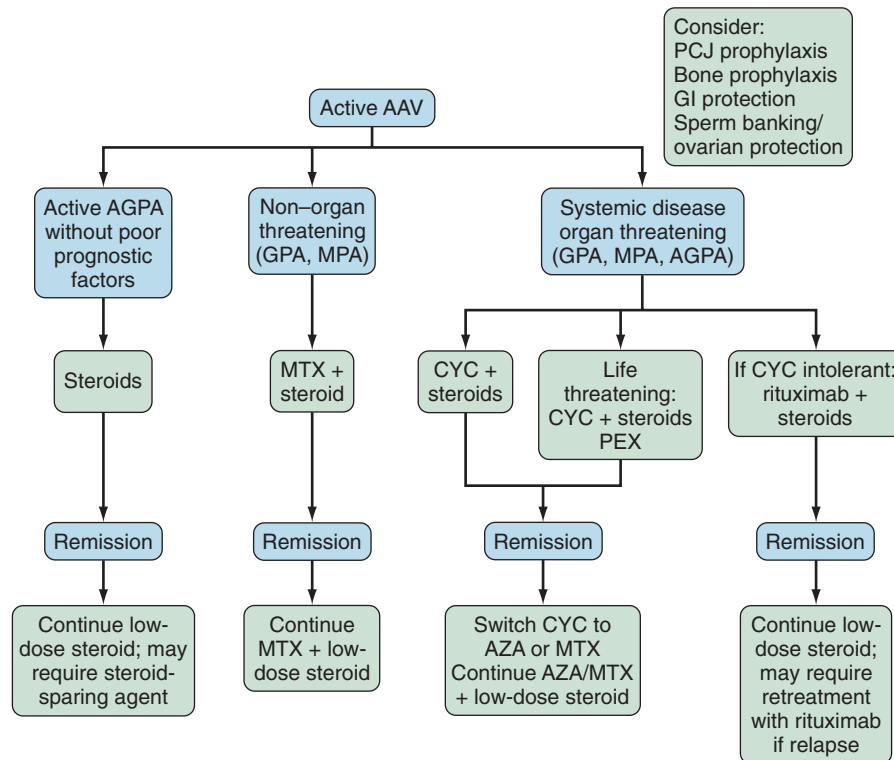 Consider:
PCJ prophylaxis
Bone prophylaxis
GI protection
Sperm banking/
ovarian protection
Active AAV
Active AGPA
without poor
prognostic
factors
Non–organ
threatening
(GPA, MPA)
Systemic disease
organ threatening
(GPA, MPA, AGPA)
Steroids
MTX +
steroid
CYC +
steroids
Life
threatening:
CYC + steroids
PEX
If CYC intolerant:
rituximab +
steroids
Remission
Remission
Remission
Remission
Continue low-
dose steroid; may
require steroid-
sparing agent
Continue
MTX + low-
dose steroid
Switch CYC to
AZA or MTX
Continue AZA/MTX
+ low-dose steroid
Continue low-
dose steroid;
may require
retreatment
with rituximab
if relapse